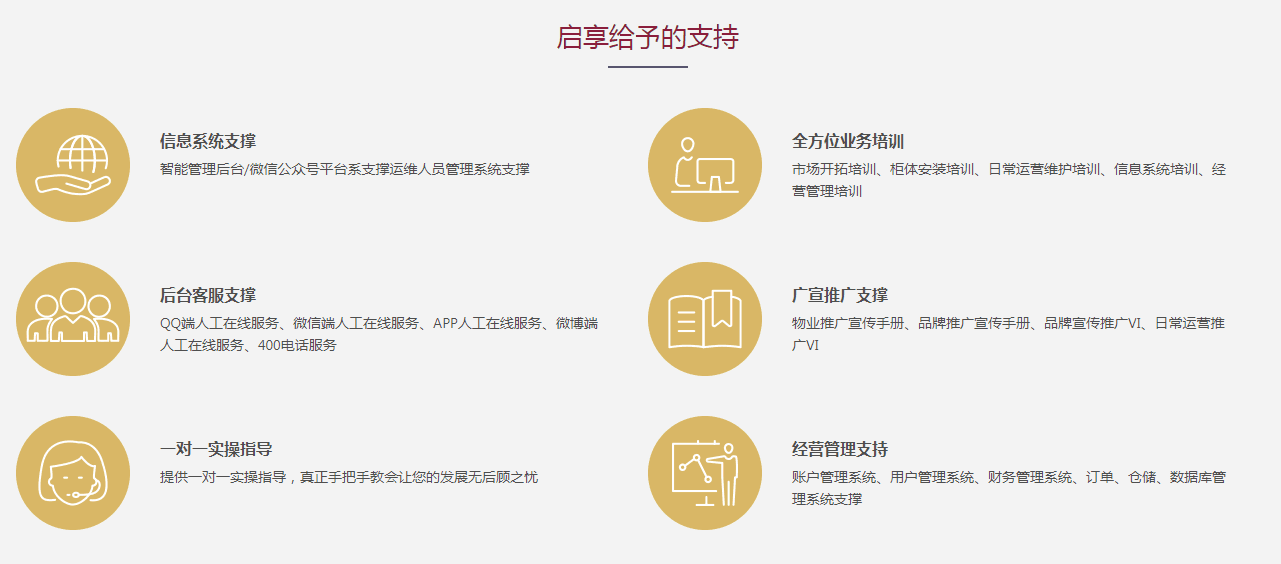 启享给予的支持
信息系统支撑
智能管理后台/微信公众号平台系支撑运维人员管理系统支撑
全方位业务培训
市场开拓培训、柜体安装培训、日常运营维护培训、信息系统培训、经
营管理培训
后台客服支撑
QQ端人工在线服务、微信端人工在线服务、APP人工在线服务、微博端
人工在线服务、400电话服务
广宣推广支撑
物业推广宣传手册、品牌推广宣传手册、品牌宣传推广VI、日常运营推
广VI
一对一实操指导
提供一对一实操指导，真正手把手教会让您的发展无后顾之忧
经营管理支持
账户管理系统、用户管理系统、财务管理系统、订单、仓储、数据库管
理系统支撑